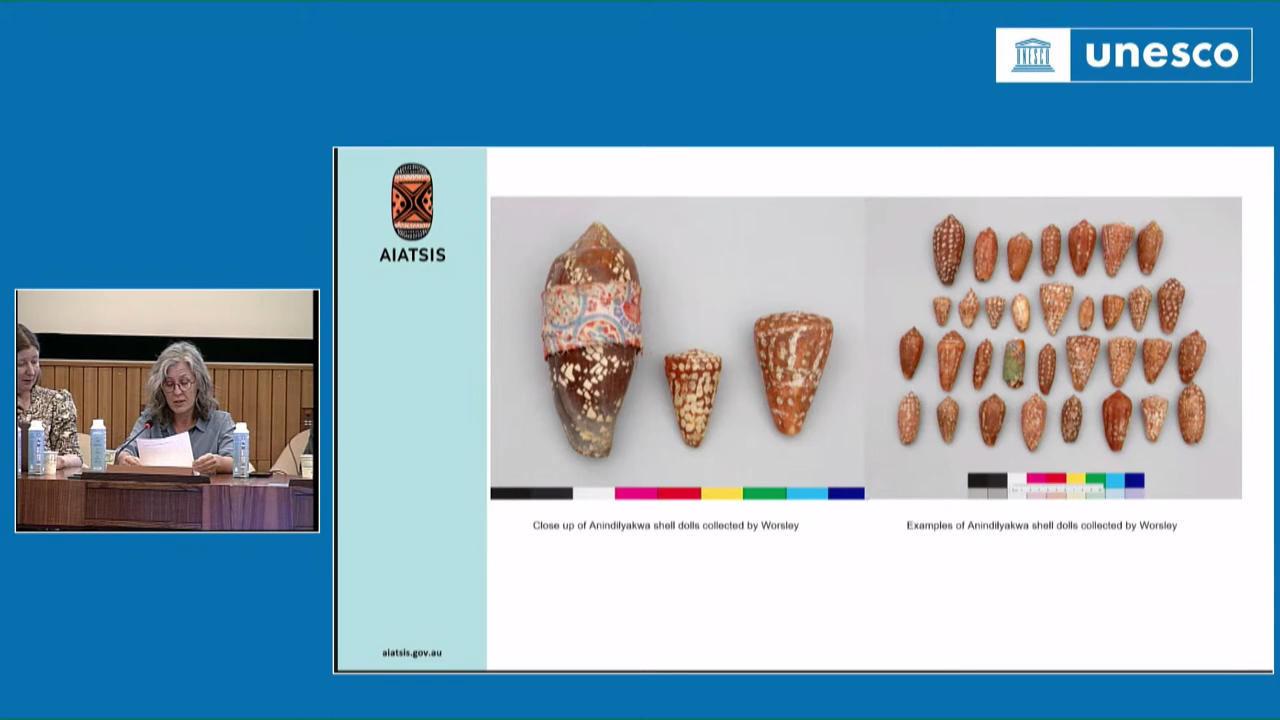 unesco
AIATSIS
Close up of Anindilyakwa shell dolls collected by Worsley
Examples of Anindilyakwa shell dolls collected by Worsley
aiatsis.gov.au